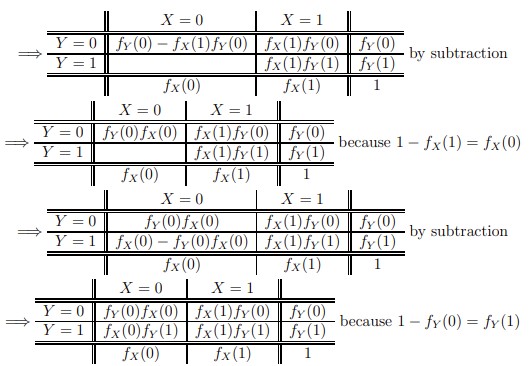 X = 0 X = 1
⟹ Y = 0 f_Y(0) − f_X(1)f_Y(0) f_X(1)f_Y(0) f_Y(0) by subtraction
Y = 1 f_X(1)f_Y(1) f_Y(1)
f_X(0) f_X(1) 1
X = 0 X = 1
⟹ Y = 0 f_Y(0)f_X(0) f_X(1)f_Y(0) f_Y(0) because 1 − f_X(1) = f_X(0)
Y = 1 f_X(1)f_Y(1) f_Y(1)
f_X(0) f_X(1) 1
X = 0 X = 1
⟹ Y = 0 f_Y(0)f_X(0) f_X(1)f_Y(0) f_Y(0) by subtraction
Y = 1 f_X(0) − f_Y(0)f_X(0) f_X(1)f_Y(1) f_Y(1)
f_X(0) f_X(1) 1
X = 0 X = 1
⟹ Y = 0 f_Y(0)f_X(0) f_X(1)f_Y(0) f_Y(0) because 1 − f_Y(0) = f_Y(1)
Y = 1 f_X(0)f_Y(1) f_X(1)f_Y(1) f_Y(1)
f_X(0) f_X(1) 1